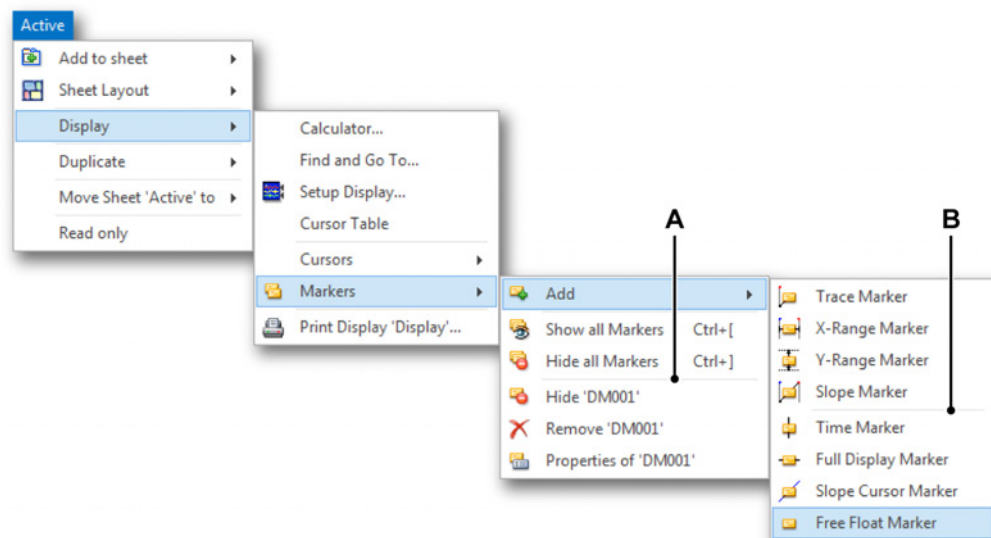 Active
Add to sheet
Sheet Layout
Display
Duplicate
Move Sheet 'Active' to
Read only
Calculator...
Find and Go To...
Setup Display...
Cursor Table
Cursors
Markers
Print Display 'Display'...
A
Add
Show all Markers Ctrl+[
Hide all Markers Ctrl+]
Hide 'DM001'
Remove 'DM001'
Properties of 'DM001'
B
Trace Marker
X-Range Marker
Y-Range Marker
Slope Marker
Time Marker
Full Display Marker
Slope Cursor Marker
Free Float Marker